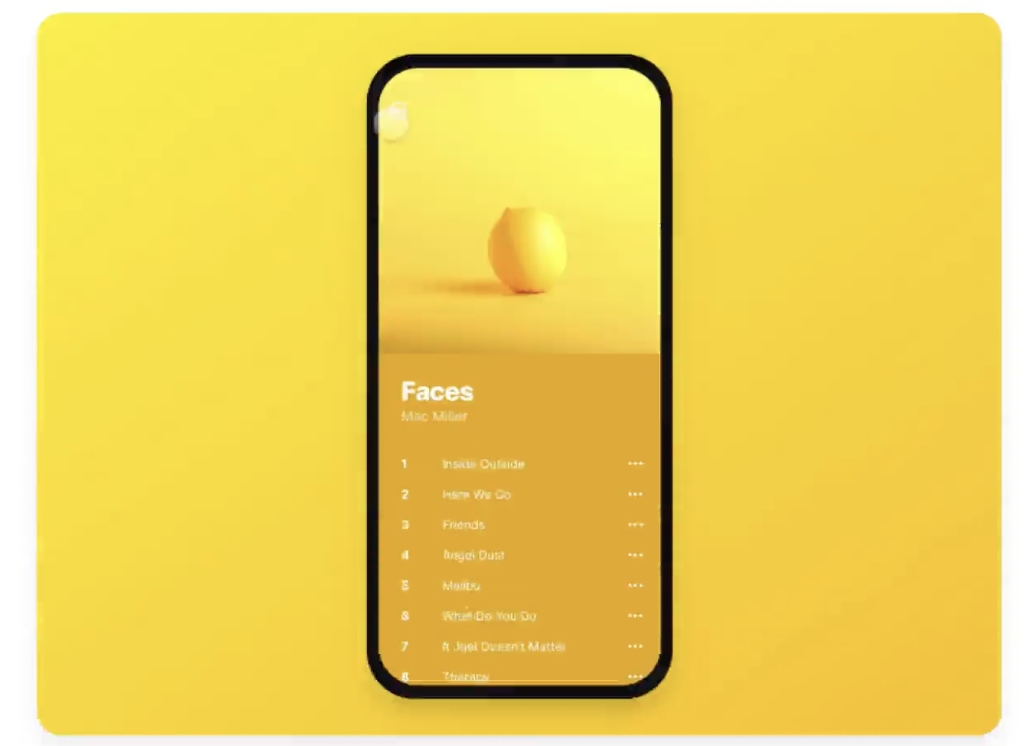 Faces
Mac Miller
1 Inside Outside
2 Here We Go
3 Friends
4 Angel Dust
5 Malibu
6 What Do You Do
7 It Just Doesn't Matter
8 Therapy